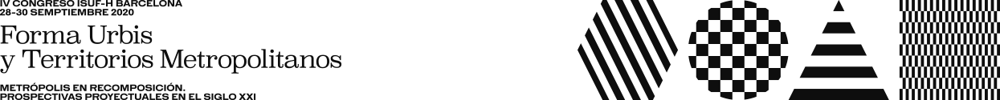 IV CONGRESO ISUF-H BARCELONA
28-30 SEMPTIEMBRE 2020
Forma Urbis
y Territorios Metropolitanos
METRÓPOLIS EN RECOMPOSICIÓN.
PROSPECTIVAS PROYECTUALES EN EL SIGLO XXI